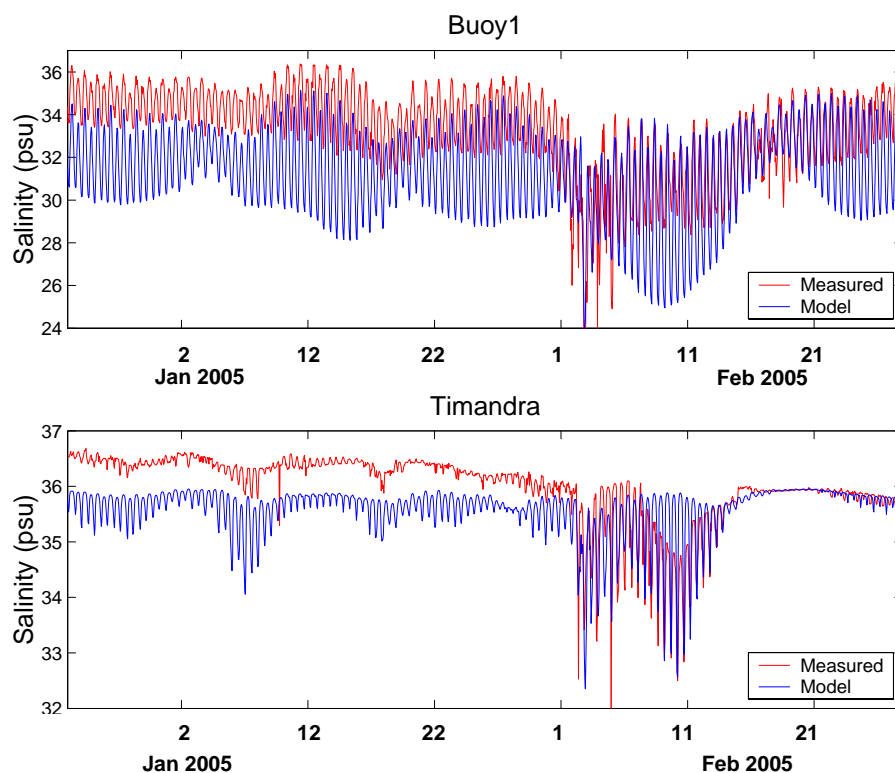 Buoy1
Salinity (psu)
36
34
32
30
28
26
24
Measured
Model
2 12 22 1 11 21
Jan 2005 Feb 2005
Timandra
Salinity (psu)
37
36
35
34
33
32
Measured
Model
2 12 22 1 11 21
Jan 2005 Feb 2005